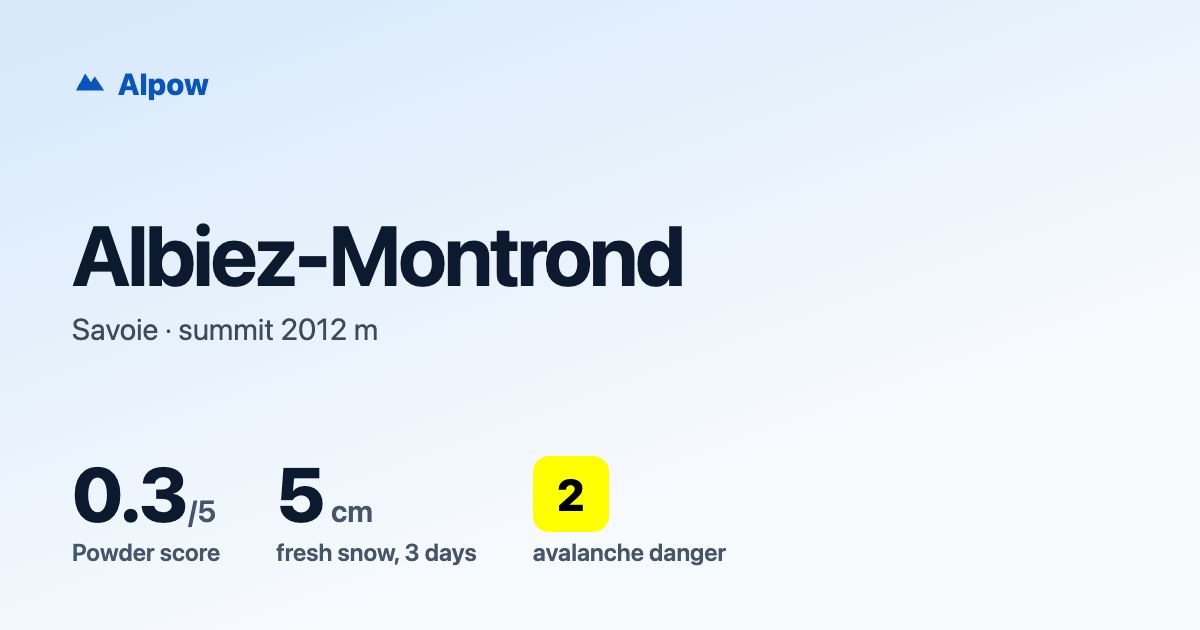 Alpow
Albiez-Montrond
Savoie · summit 2012 m
0.3/5 5 cm 2
Powder score fresh snow, 3 days avalanche danger